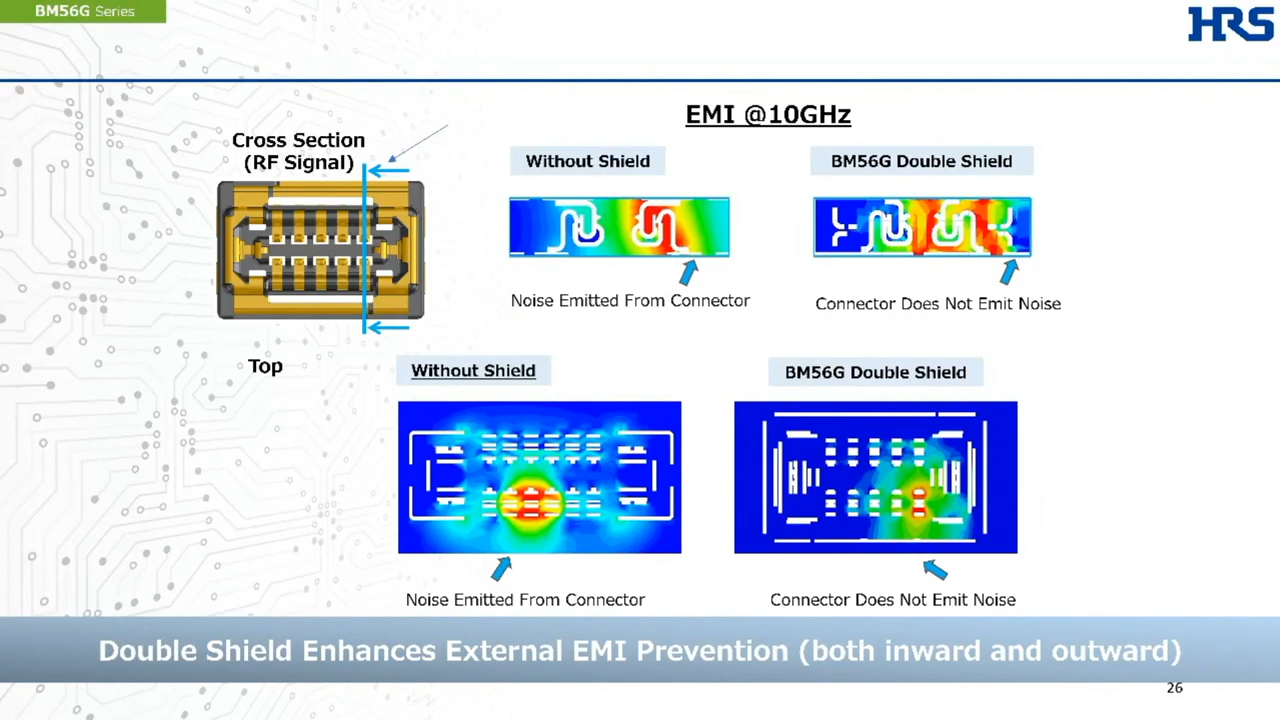 BM56G Series
HRS
EMI @10GHz
Cross Section
(RF Signal)
Without Shield
BM56G Double Shield
Noise Emitted From Connector
Connector Does Not Emit Noise
Top
Without Shield
BM56G Double Shield
Noise Emitted From Connector
Connector Does Not Emit Noise
Double Shield Enhances External EMI Prevention (both inward and outward)
26